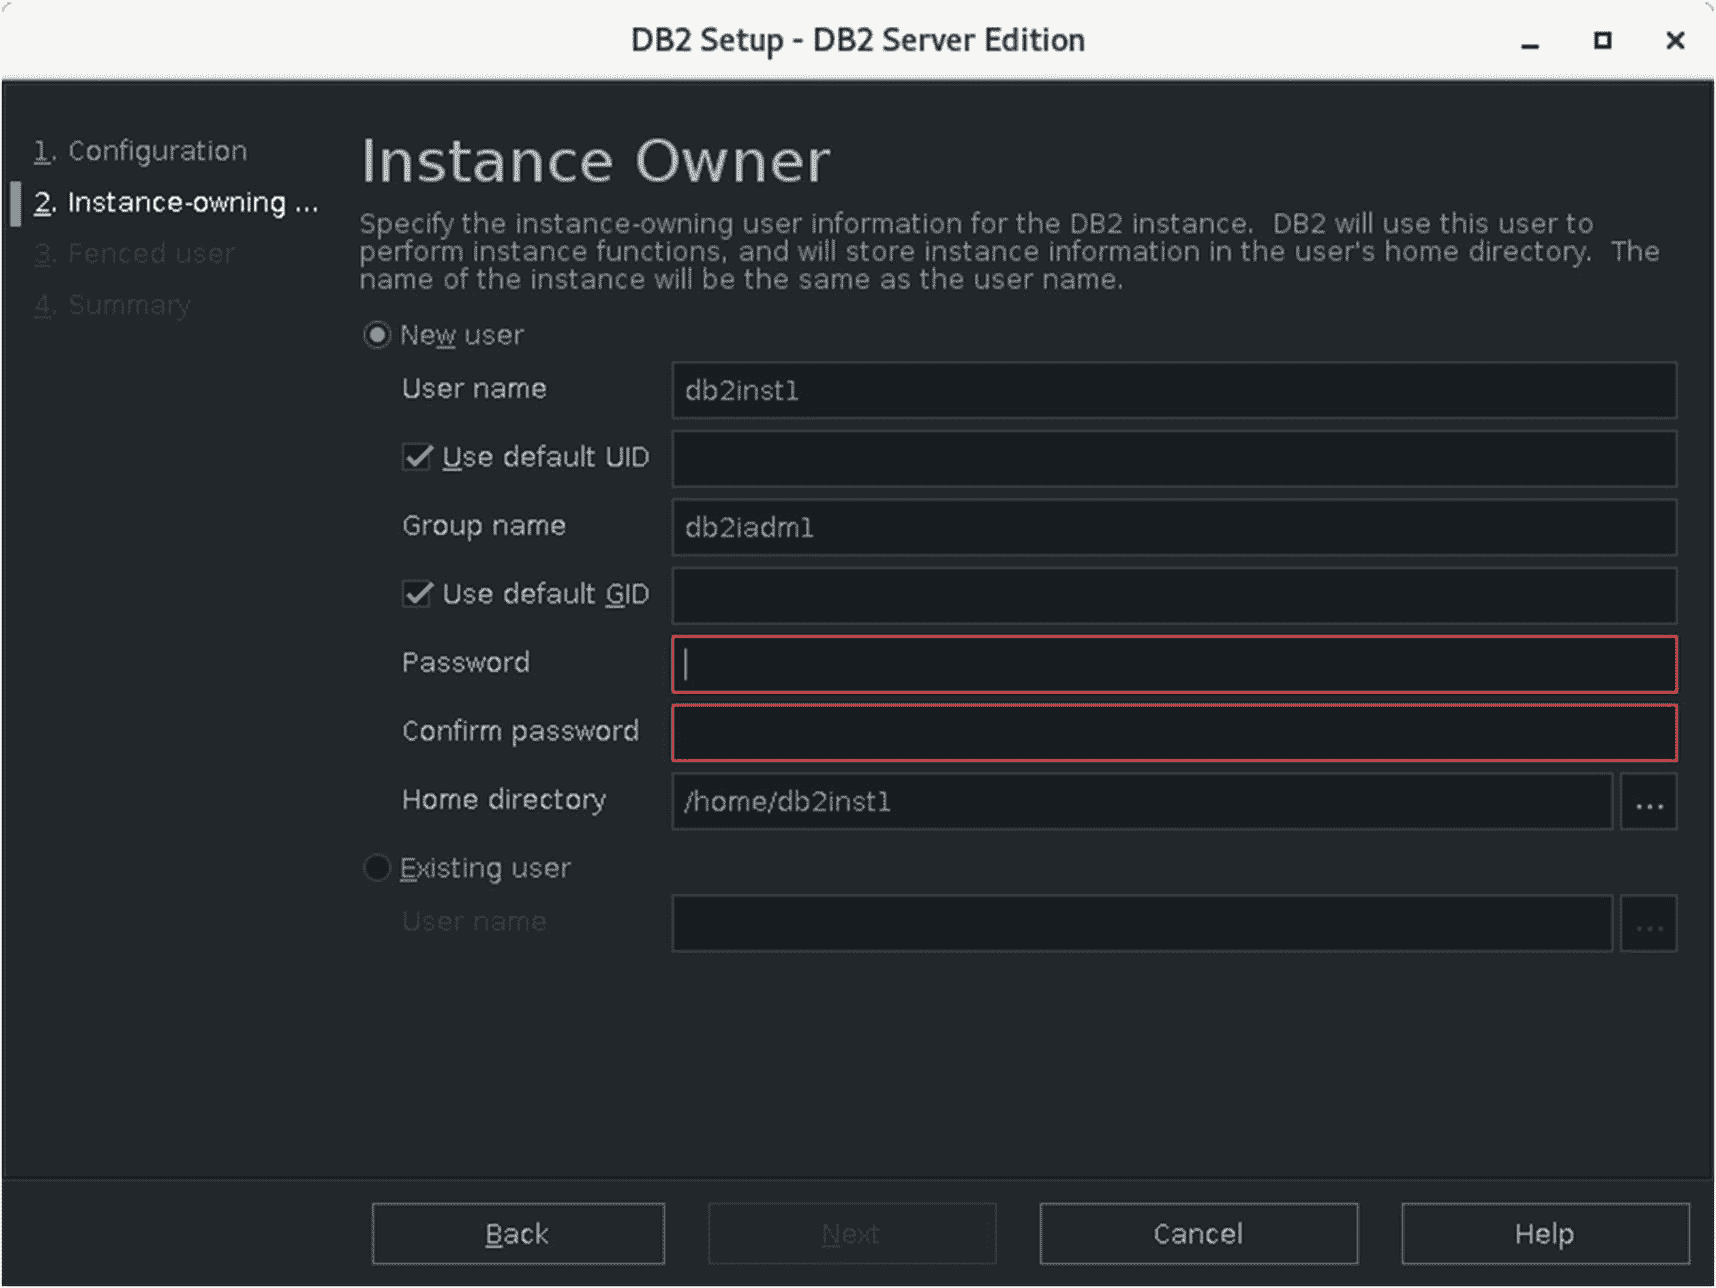 DB2 Setup - DB2 Server Edition
1. Configuration
2. Instance-owning ...
3. Fenced user
4. Summary
Instance Owner
Specify the instance-owning user information for the DB2 instance.  DB2 will use this user to
perform instance functions, and will store instance information in the user's home directory.  The
name of the instance will be the same as the user name.
New user
User name
db2inst1
Use default UID
Group name
db2iadm1
Use default GID
Password
Confirm password
Home directory
/home/db2inst1
...
Existing user
User name
...
Back
Next
Cancel
Help